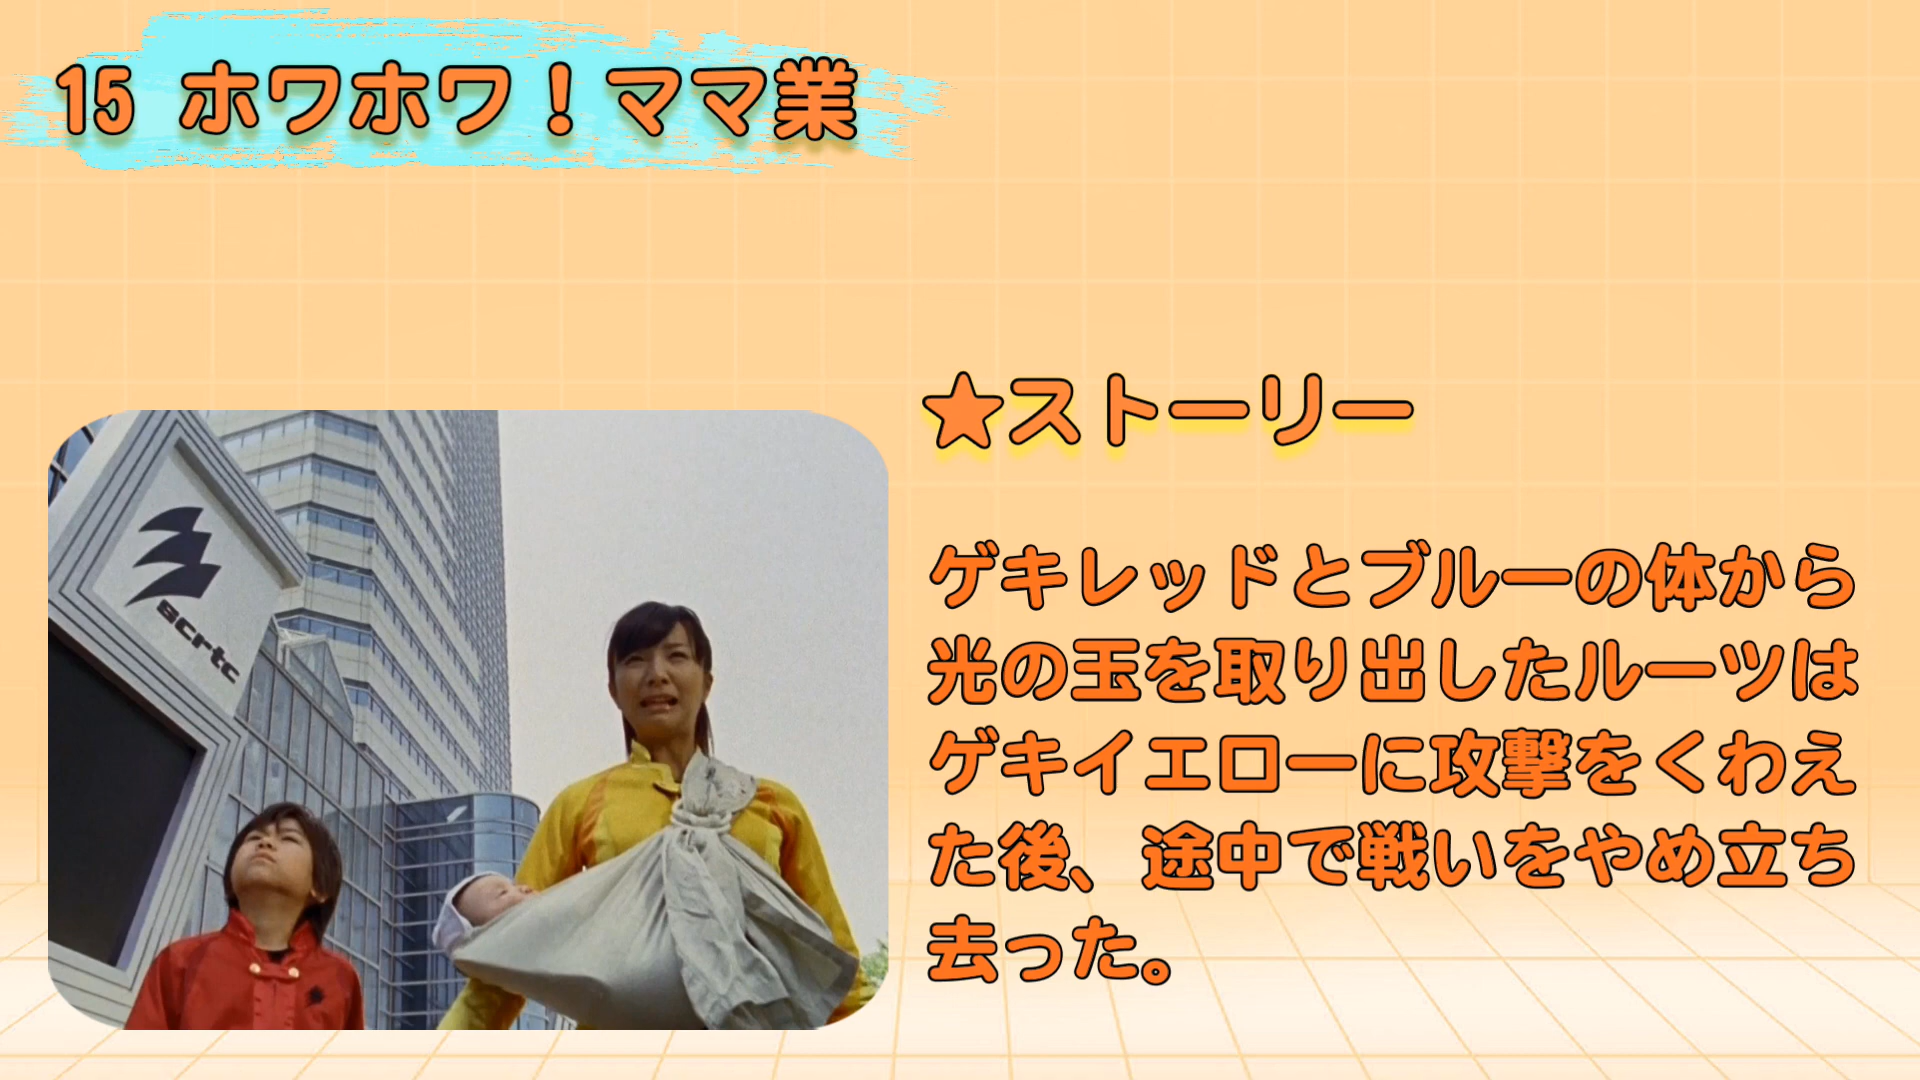 15 ホワホワ！ママ業
★ストーリー
ゲキレッドとブルーの体から
光の玉を取り出したルーツは
ゲキイエローに攻撃をくわえ
た後、途中で戦いをやめ立ち
去った。
scrtc